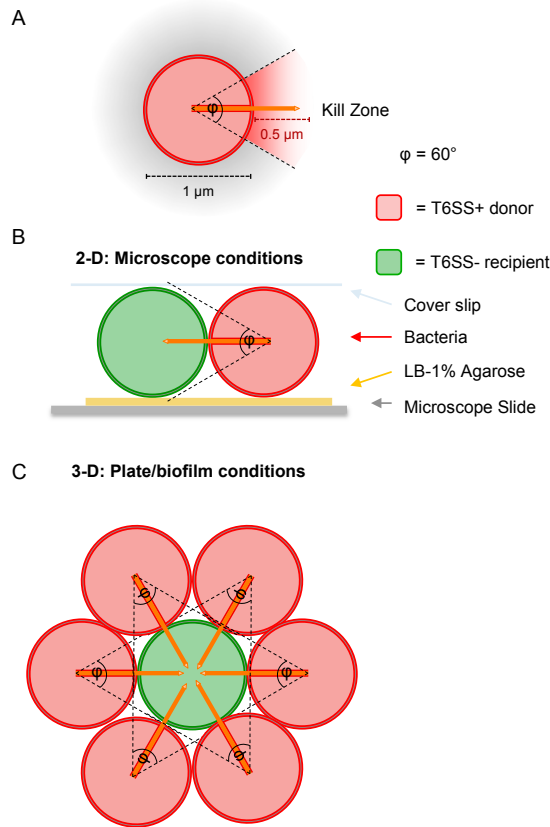 A
φ
Kill Zone
0.5 µm
1 µm
φ = 60°
= T6SS+ donor
= T6SS- recipient
B
2-D: Microscope conditions
φ
Cover slip
Bacteria
LB-1% Agarose
Microscope Slide
C
3-D: Plate/biofilm conditions
φ φ
φ φ
φ φ